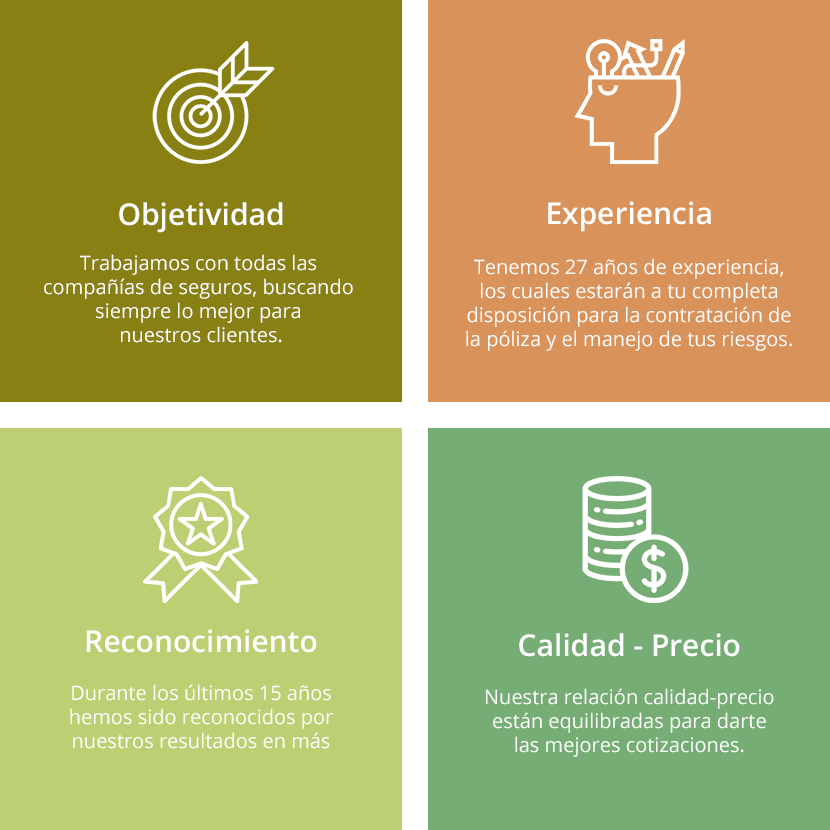 Objetividad
Trabajamos con todas las
compañías de seguros, buscando
siempre lo mejor para
nuestros clientes.
Experiencia
Tenemos 27 años de experiencia,
los cuales estarán a tu completa
disposición para la contratación de
la póliza y el manejo de tus riesgos.
Reconocimiento
Durante los últimos 15 años
hemos sido reconocidos por
nuestros resultados en más
Calidad - Precio
Nuestra relación calidad-precio
están equilibradas para darte
las mejores cotizaciones.